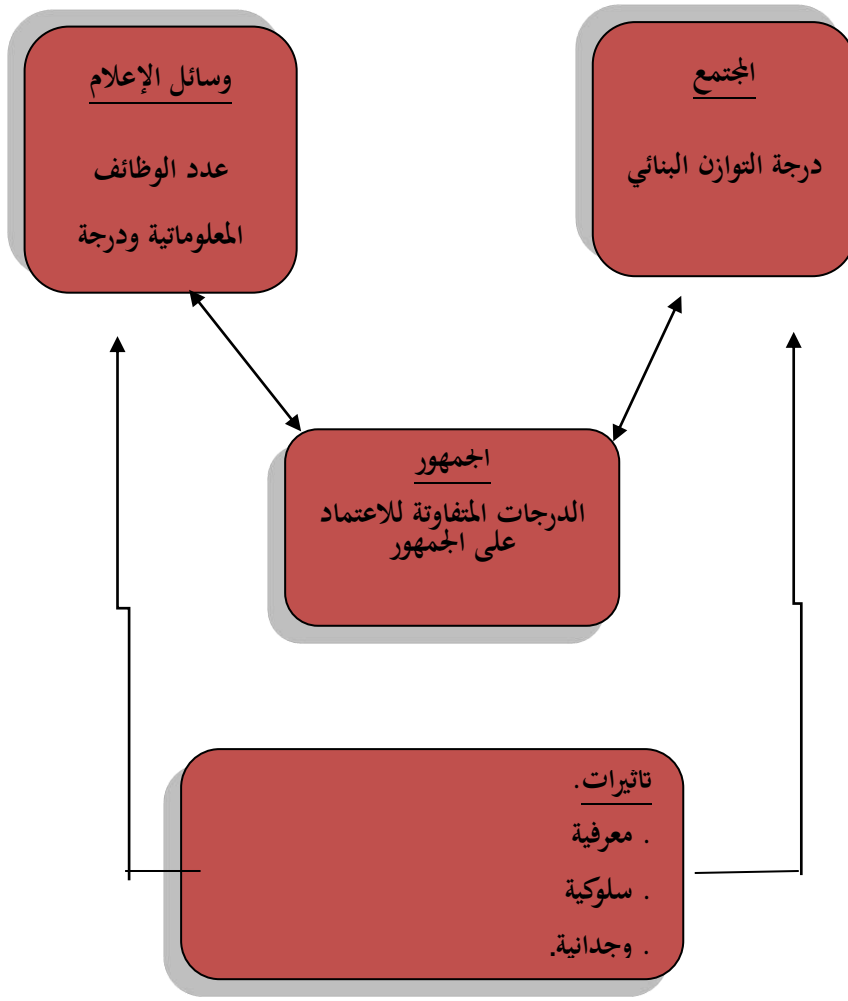 المجتمع
درجة التوازن البنائي
وسائل الإعلام
عدد الوظائف
المعلوماتية ودرجة
الجمهور
الدرجات المتفاوتة للاعتماد
على الجمهور
تاثيرات.
. معرفية
. سلوكية
. وجدانية.